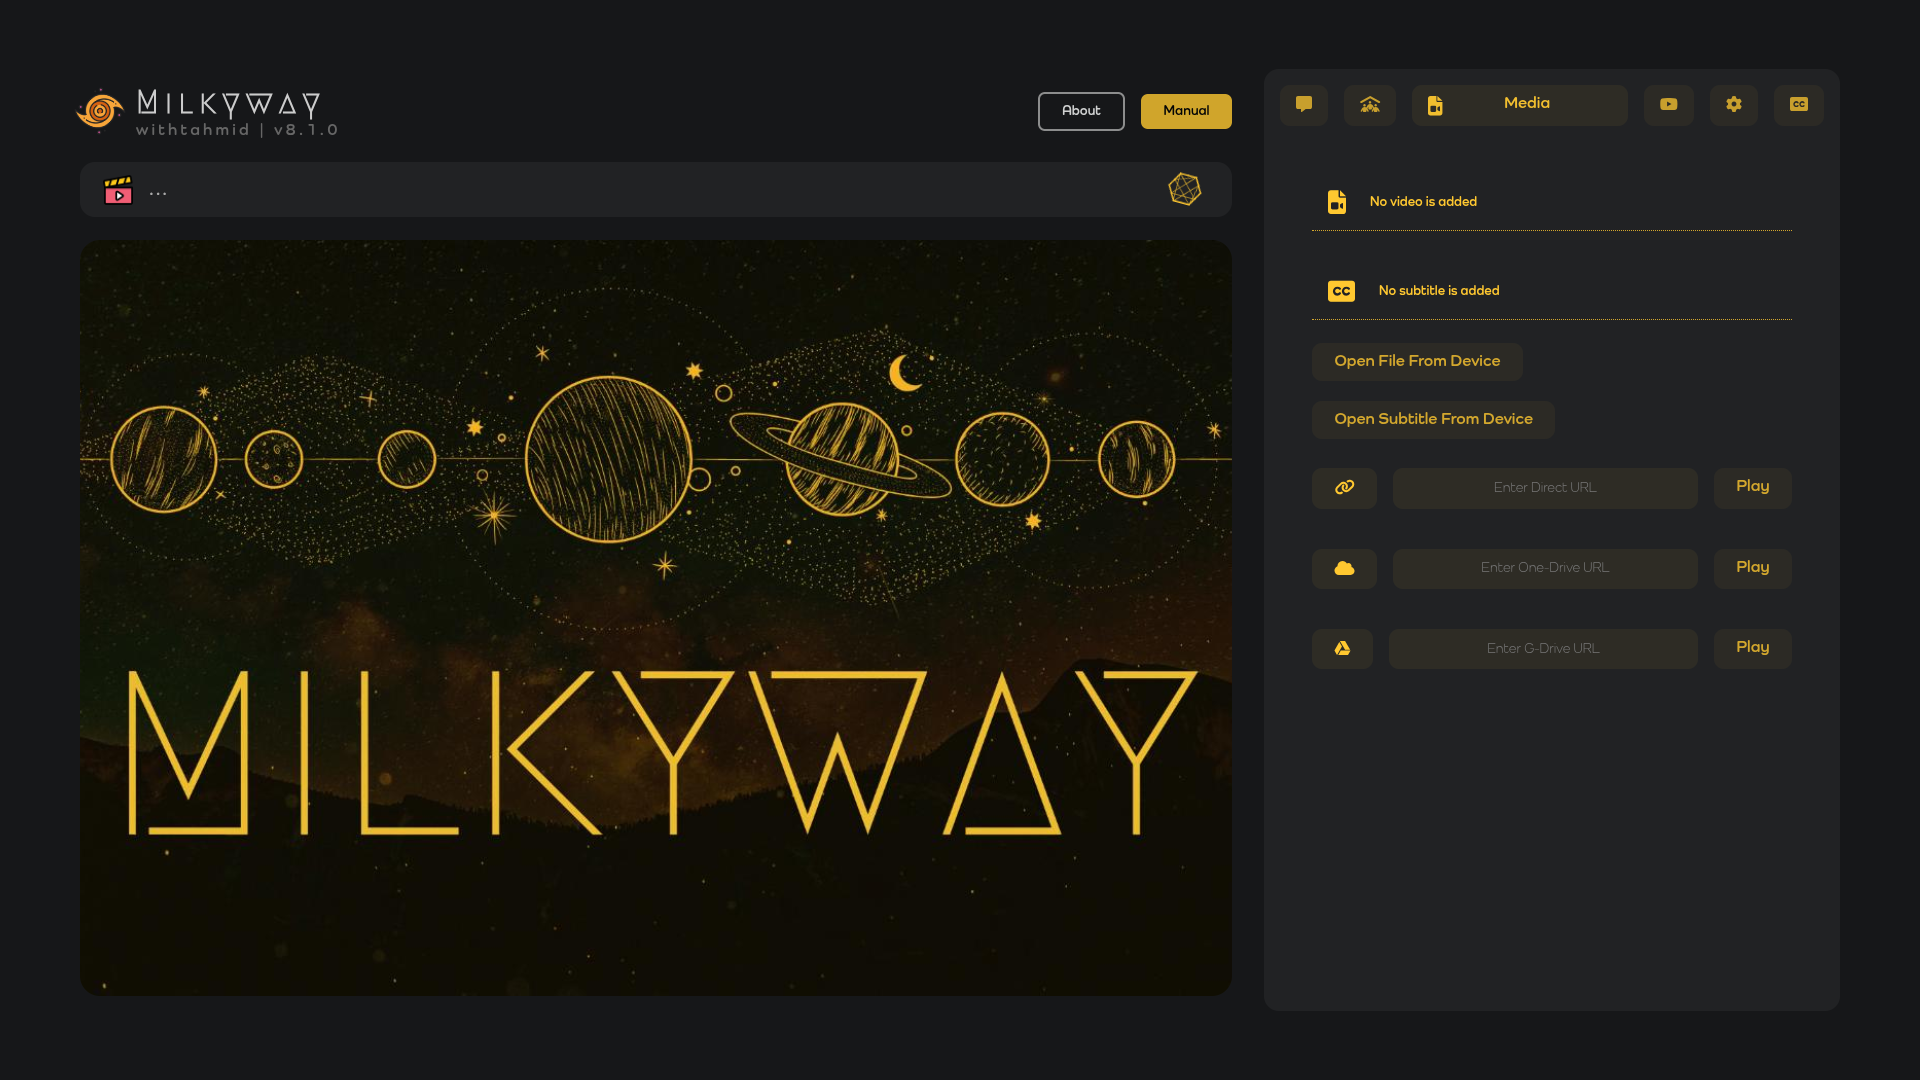 Milkyway
withtahmid | v8.1.0
About
Manual
...
MILKYWAY
Media
No video is added
No subtitle is added
Open File From Device
Open Subtitle From Device
Enter Direct URL
Play
Enter One-Drive URL
Play
Enter G-Drive URL
Play